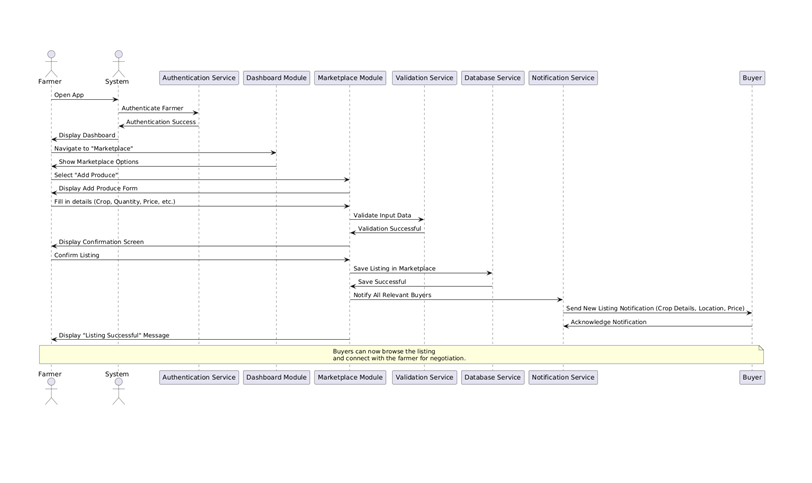 Farmer
System
Authentication Service
Dashboard Module
Marketplace Module
Validation Service
Database Service
Notification Service
Buyer
Open App
Authenticate Farmer
Authentication Success
Display Dashboard
Navigate to "Marketplace"
Show Marketplace Options
Select "Add Produce"
Display Add Produce Form
Fill in details (Crop, Quantity, Price, etc.)
Validate Input Data
Validation Successful
Display Confirmation Screen
Confirm Listing
Save Listing in Marketplace
Save Successful
Notify All Relevant Buyers
Send New Listing Notification (Crop Details, Location, Price)
Acknowledge Notification
Display "Listing Successful" Message
Buyers can now browse the listing
and connect with the farmer for negotiation.
Farmer
System
Authentication Service
Dashboard Module
Marketplace Module
Validation Service
Database Service
Notification Service
Buyer